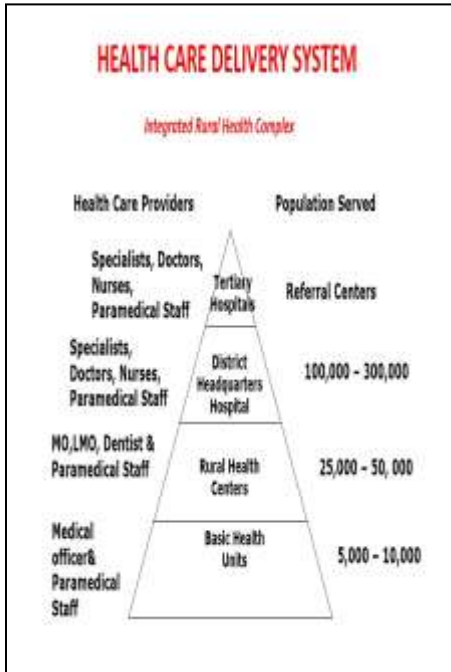 HEALTH CARE DELIVERY SYSTEM
Integrated Rural Health Complex
Health Care Providers
Population Served
Specialists, Doctors,
Nurses,
Paramedical Staff
Tertiary
Hospitals
Referral Centers
Specialists,
Doctors, Nurses,
Paramedical Staff
District
Headquarters
Hospital
100,000 – 300,000
MO,LMO, Dentist &
Paramedical Staff
Rural Health
Centers
25,000 – 50, 000
Medical
officer&
Paramedical
Staff
Basic Health
Units
5,000 – 10,000